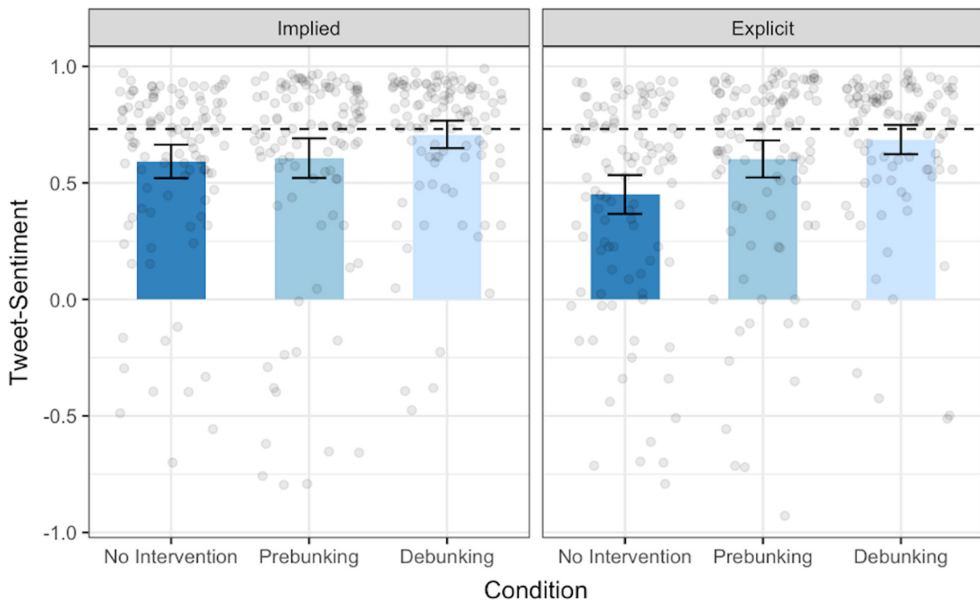 Implied
Explicit
Tweet-Sentiment
1.0
0.5
0.0
-0.5
-1.0
No Intervention
Prebunking
Debunking
No Intervention
Prebunking
Debunking
Condition